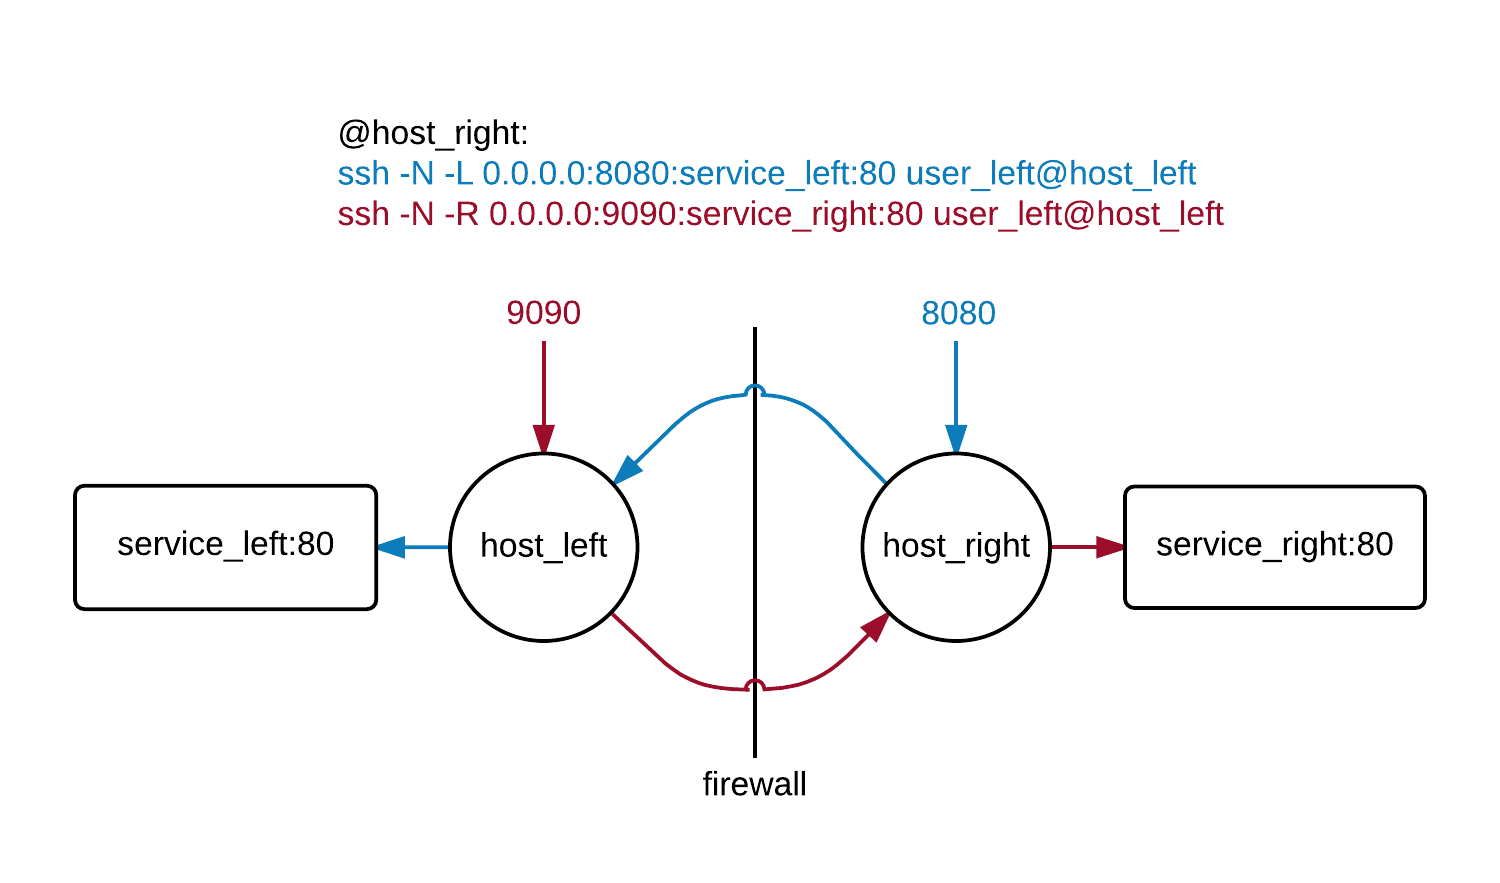 @host_right:
ssh -N -L 0.0.0.0:8080:service_left:80 user_left@host_left
ssh -N -R 0.0.0.0:9090:service_right:80 user_left@host_left
9090
8080
service_left:80
host_left
host_right
service_right:80
firewall